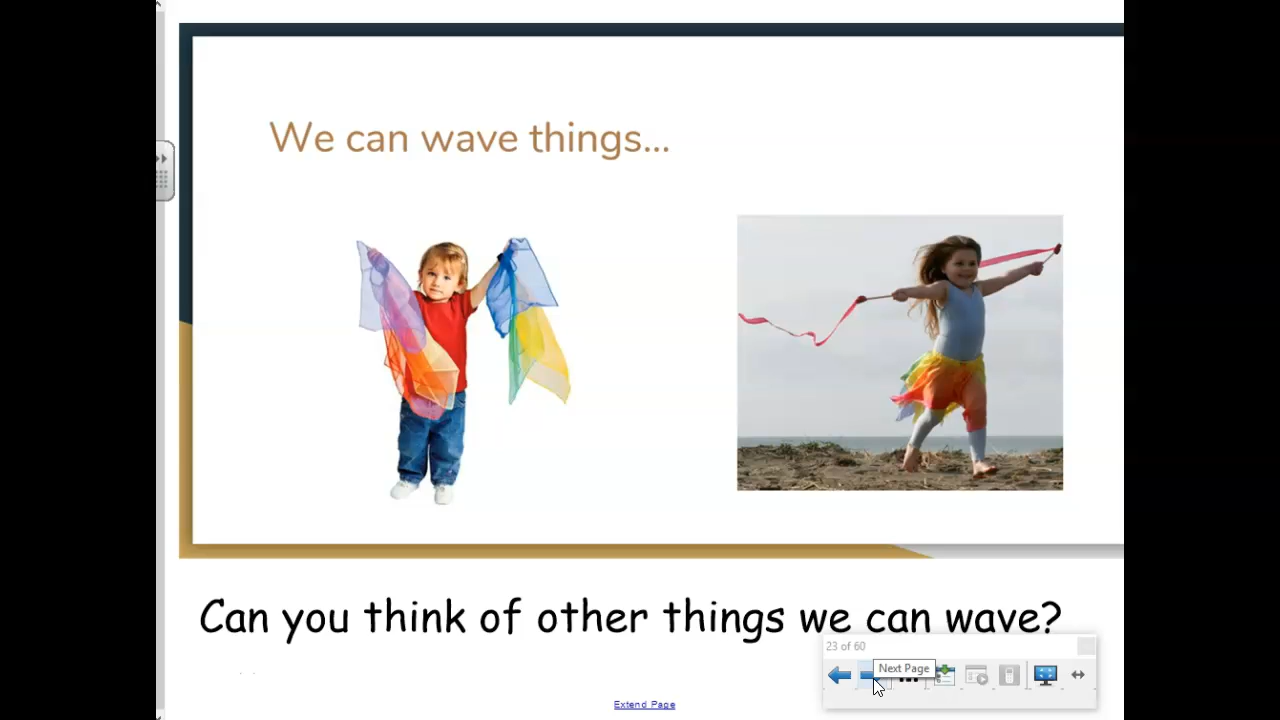 We can wave things...
Can you think of other things we can wave?
23 of 60
Next Page
Extend Page